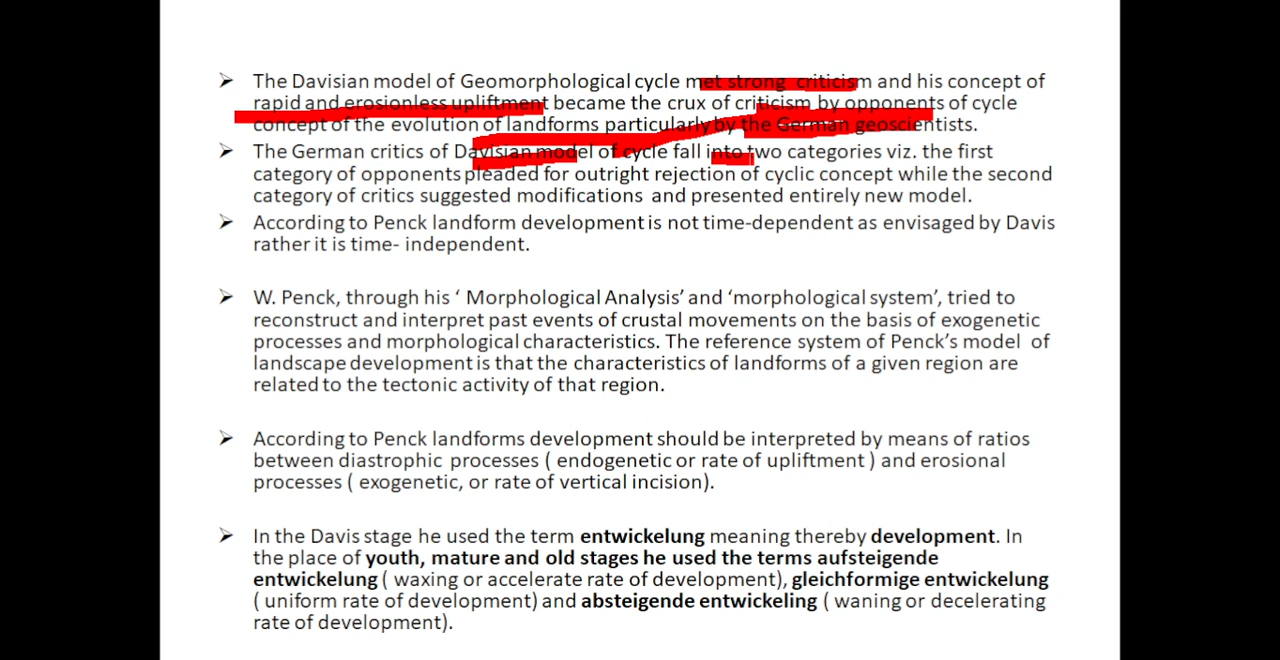 ➢ The Davisian model of Geomorphological cycle met strong criticism and his concept of
rapid and erosionless upliftment became the crux of criticism by opponents of cycle
concept of the evolution of landforms particularly by the German geoscientists.
➢ The German critics of Davisian model of cycle fall into two categories viz. the first
category of opponents pleaded for outright rejection of cyclic concept while the second
category of critics suggested modifications and presented entirely new model.
➢ According to Penck landform development is not time-dependent as envisaged by Davis
rather it is time- independent.
➢ W. Penck, through his ‘ Morphological Analysis’ and ‘morphological system’, tried to
reconstruct and interpret past events of crustal movements on the basis of exogenetic
processes and morphological characteristics. The reference system of Penck’s model of
landscape development is that the characteristics of landforms of a given region are
related to the tectonic activity of that region.
➢ According to Penck landforms development should be interpreted by means of ratios
between diastrophic processes ( endogenetic or rate of upliftment ) and erosional
processes ( exogenetic, or rate of vertical incision).
➢ In the Davis stage he used the term entwickelung meaning thereby development. In
the place of youth, mature and old stages he used the terms aufsteigende
entwickelung ( waxing or accelerate rate of development), gleichformige entwickelung
( uniform rate of development) and absteigende entwickeling ( waning or decelerating
rate of development).